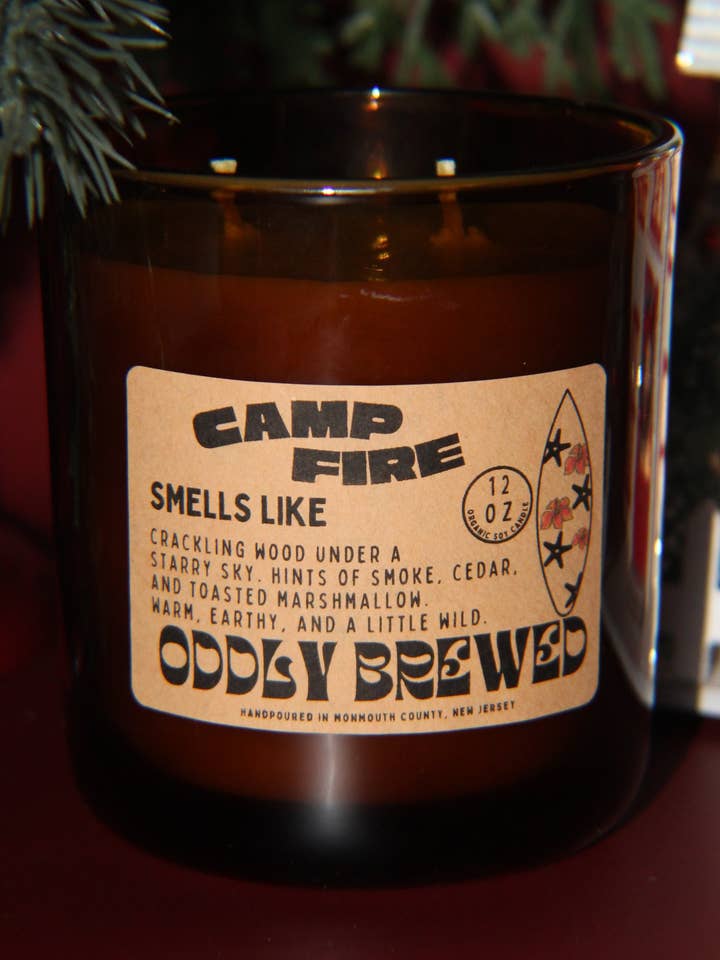 CAMP
FIRE
SMELLS LIKE
CRACKLING WOOD UNDER A
STARRY SKY. HINTS OF SMOKE, CEDAR,
AND TOASTED MARSHMALLOW.
WARM, EARTHY, AND A LITTLE WILD.
12
OZ
ORGANIC SOY CANDLE
ODDLY BREWED
HANDPOURED IN MONMOUTH COUNTY, NEW JERSEY